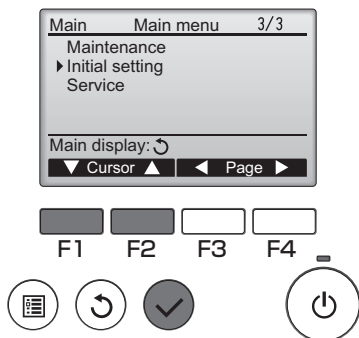 Main Main menu 3/3
Maintenance
Initial setting
Service
Main display:
Cursor Page
F1 F2 F3 F4